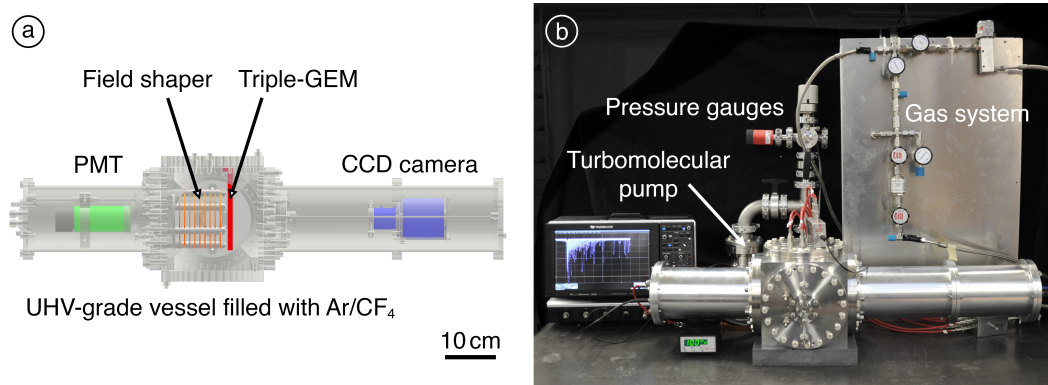 a
Field shaper
Triple-GEM
PMT
CCD camera
UHV-grade vessel filled with Ar/CF₄
10 cm
b
Pressure gauges
Gas system
Turbomolecular
pump